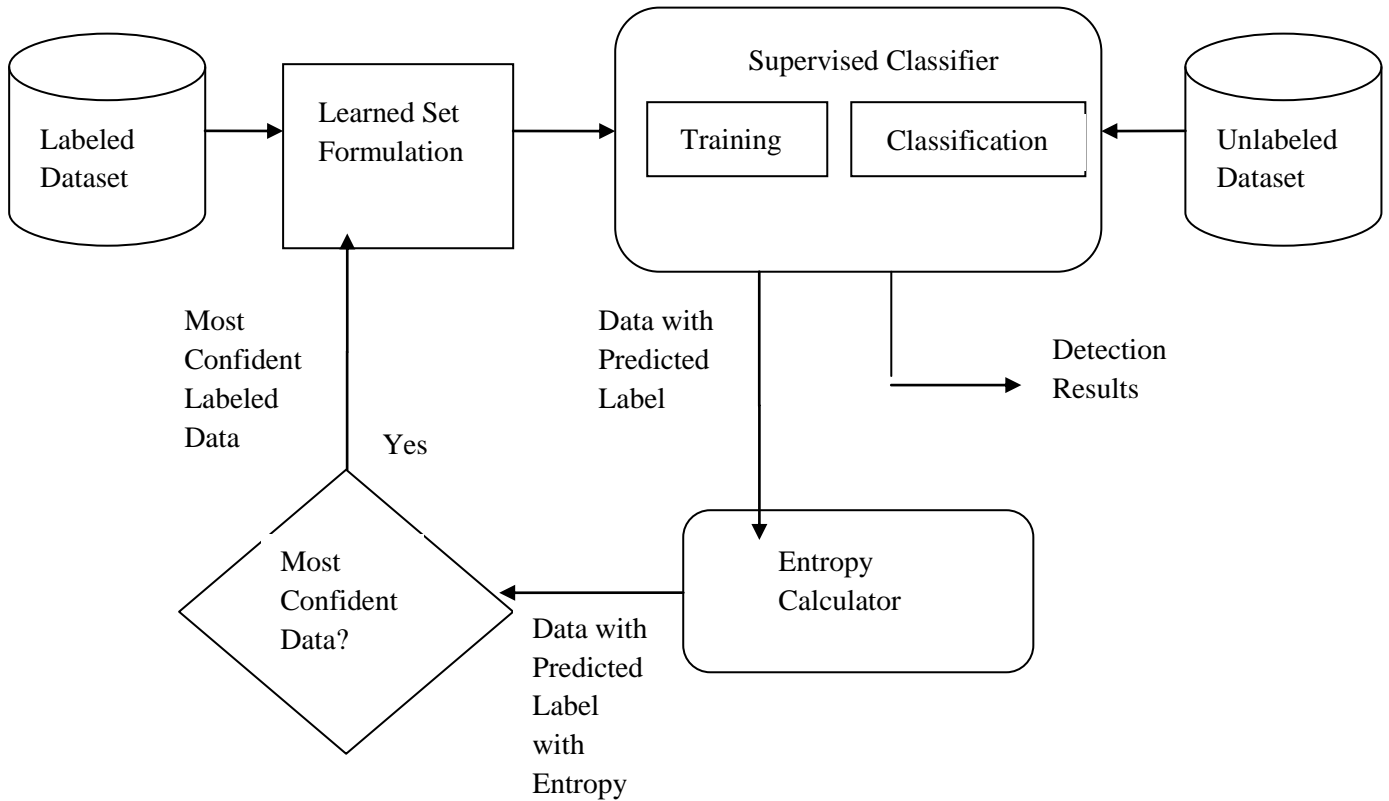 Supervised Classifier
Labeled
Dataset
Learned Set
Formulation
Training
Classification
Unlabeled
Dataset
Most
Confident
Labeled
Data
Yes
Data with
Predicted
Label
Detection
Results
Most
Confident
Data?
Data with
Predicted
Label
with
Entropy
Entropy
Calculator